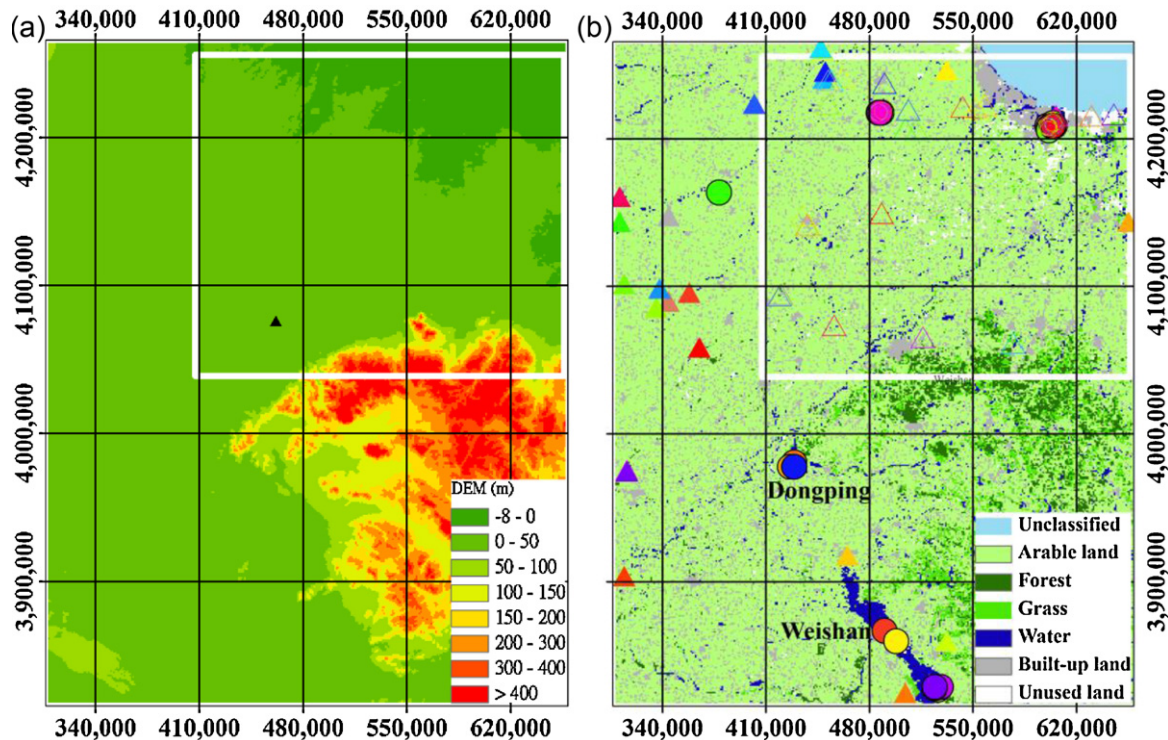 (a)
340,000 410,000 480,000 550,000 620,000
4,200,000
4,100,000
4,000,000
3,900,000
DEM (m)
-8 - 0
0 - 50
50 - 100
100 - 150
150 - 200
200 - 300
300 - 400
> 400
340,000 410,000 480,000 550,000 620,000
(b)
340,000 410,000 480,000 550,000 620,000
4,200,000
4,100,000
4,000,000
3,900,000
Dongping
Weishan
Unclassified
Arable land
Forest
Grass
Water
Built-up land
Unused land
340,000 410,000 480,000 550,000 620,000